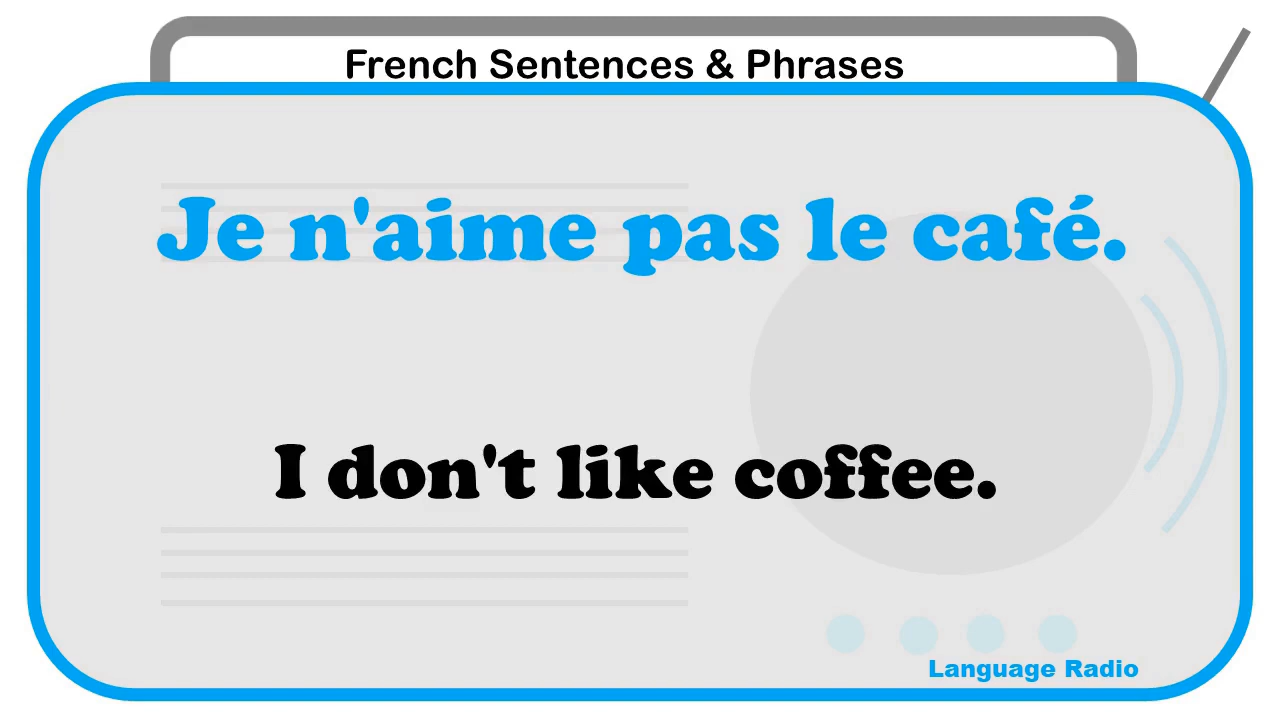 French Sentences & Phrases
Je n'aime pas le café.
I don't like coffee.
Language Radio